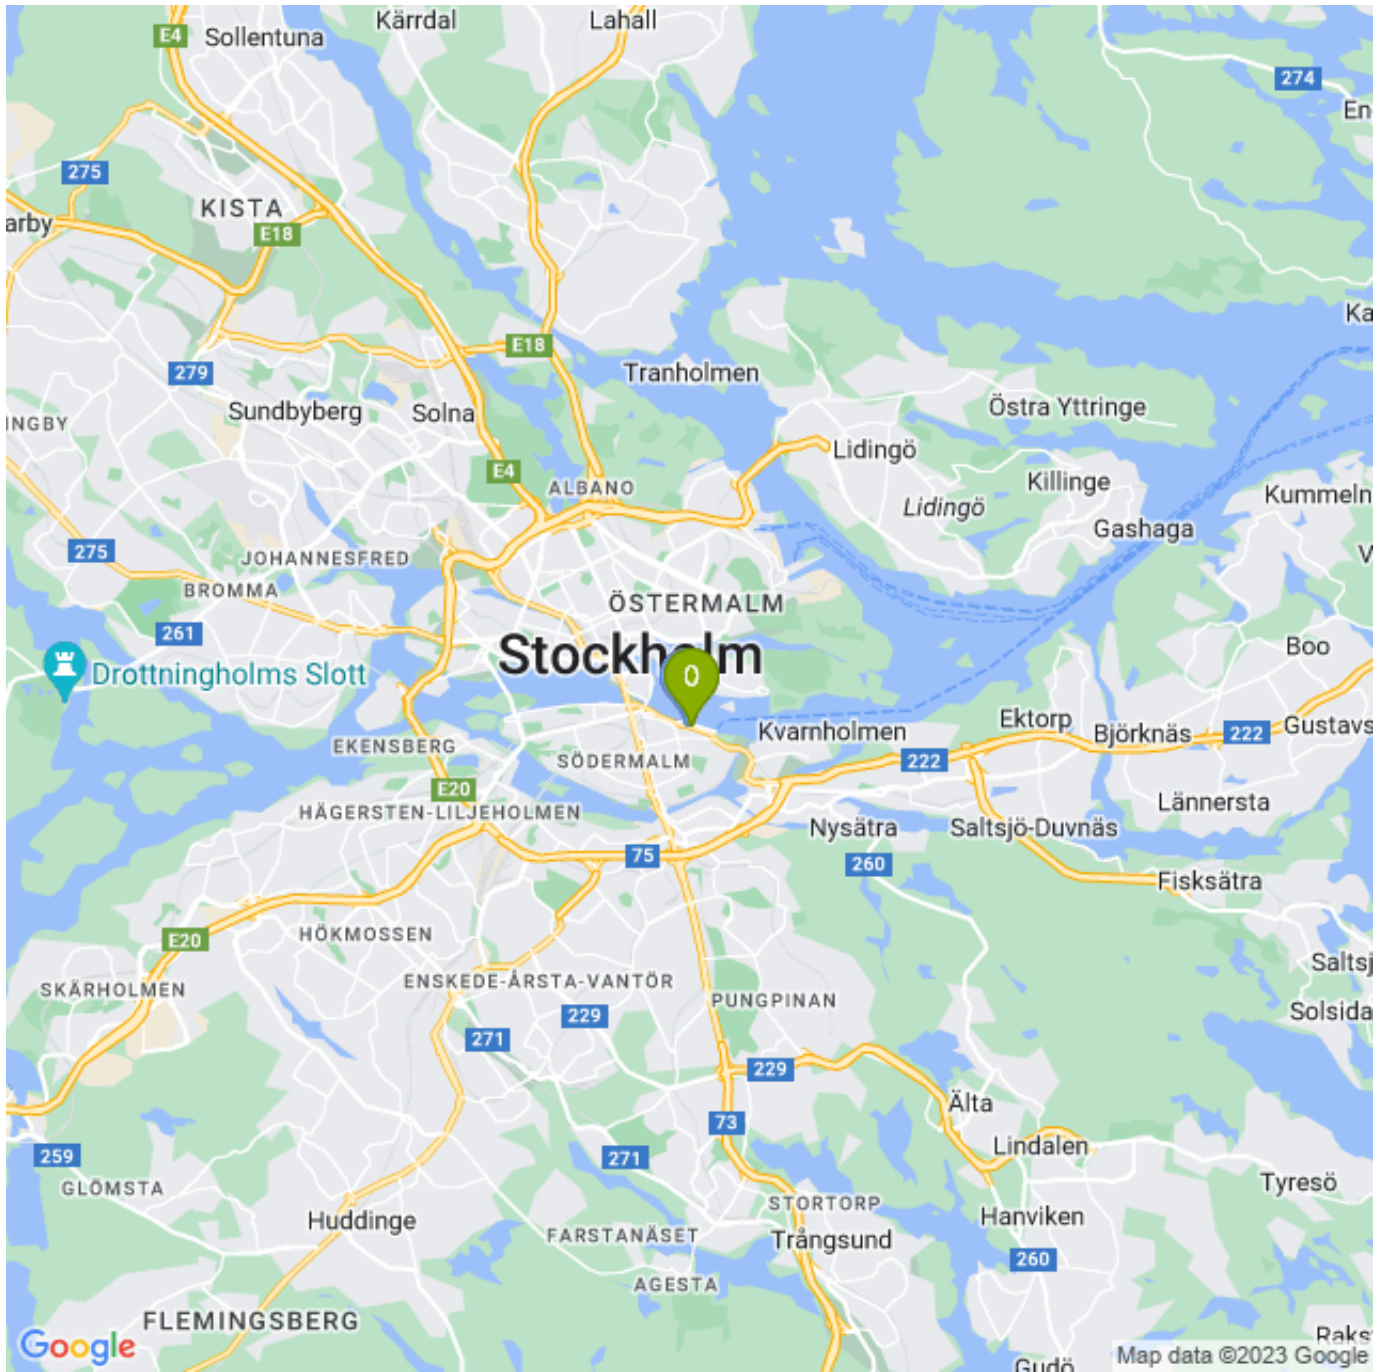 Kärrdal
Lahall
E4
Sollentuna
274
En
275
KISTA
arby
E18
Ka
E18
279
Tranholmen
Sundbyberg
Solna
Östra Yttringe
INGBY
Lidingö
E4
ALBANO
Killinge
Kummeln
Lidingö
Gashaga
275
JOHANNESFRED
V
BROMMA
ÖSTERMALM
261
Boo
Stockholm
Drottningholms Slott
0
Ektorp
Kvarnholmen
Björknäs
222
Gustavs
EKENSBERG
SÖDERMALM
222
E20
Lännersta
HÄGERSTEN-LILJEHOLMEN
Nysätra
Saltsjö-Duvnäs
75
260
Fisksätra
HÖKMOSSEN
E20
Saltsj
ENSKEDE-ÅRSTA-VANTÖR
SKÄRHOLMEN
PUNGPINAN
Solsida
229
271
229
Älta
73
Lindalen
259
271
GLÖMSTA
Tyresö
STORTORP
Huddinge
Hanviken
FARSTANÄSET
Trångsund
260
AGESTA
FLEMINGSBERG
Raks
Google
Map data ©2023 Google
Gudö